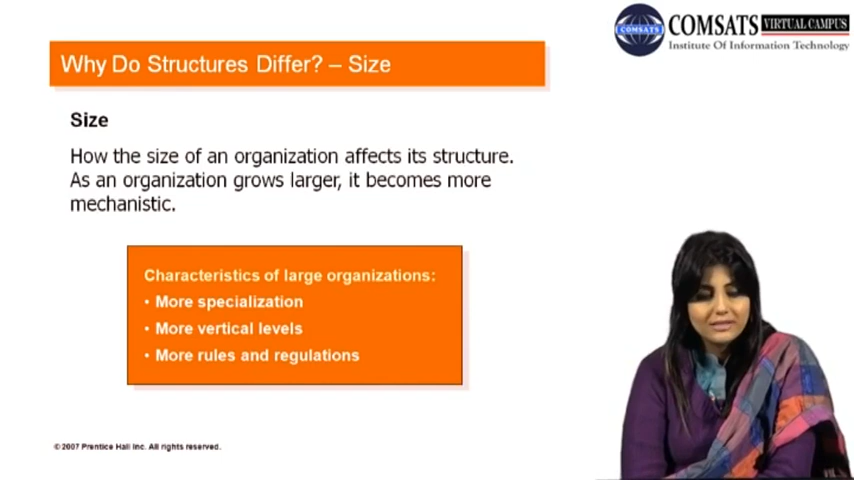 COMSATS VIRTUAL CAMPUS
COMSATS
Institute Of Information Technology
Why Do Structures Differ? – Size
Size
How the size of an organization affects its structure.
As an organization grows larger, it becomes more
mechanistic.
Characteristics of large organizations:
• More specialization
• More vertical levels
• More rules and regulations
© 2007 Prentice Hall Inc. All rights reserved.